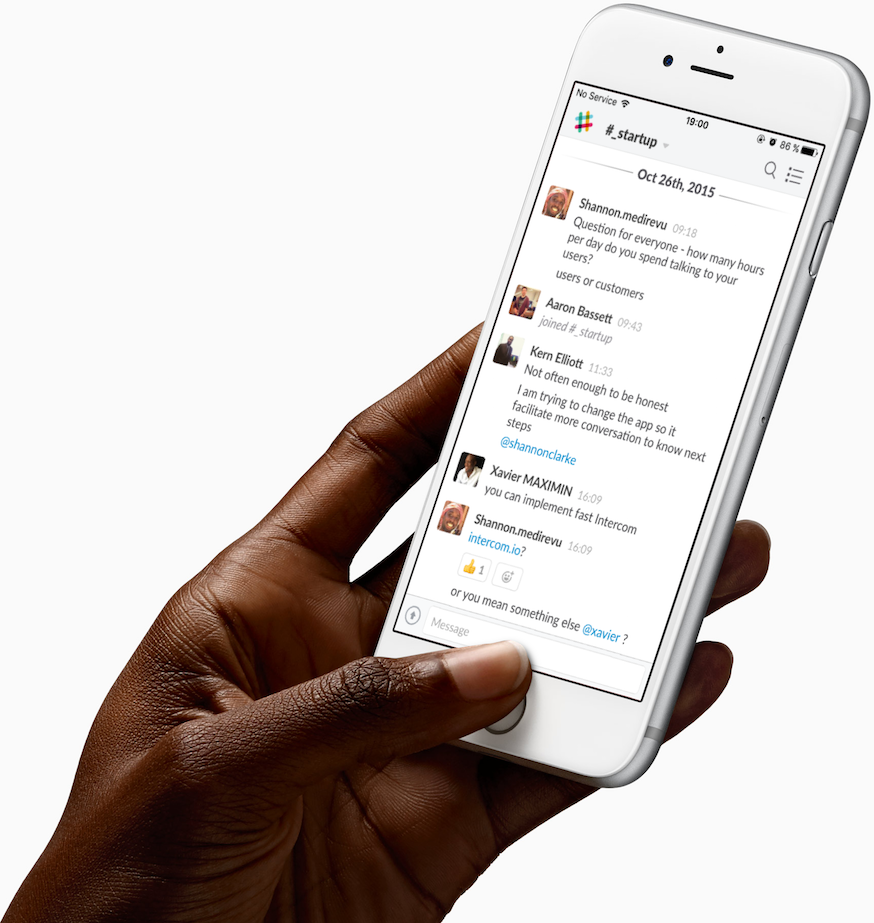 No Service
19:00
86 %
#_startup
Oct 26th, 2015
Shannon.medirevu 09:18
Question for everyone - how many hours
per day do you spend talking to your
users?
users or customers
Aaron Bassett 09:43
joined #_startup
Kern Elliott 11:33
Not often enough to be honest
I am trying to change the app so it
facilitate more conversation to know next
steps
@shannonclarke
Xavier MAXIMIN 16:09
you can implement fast Intercom
Shannon.medirevu 16:09
intercom.io?
👍 1
or you mean something else @xavier ?
Message